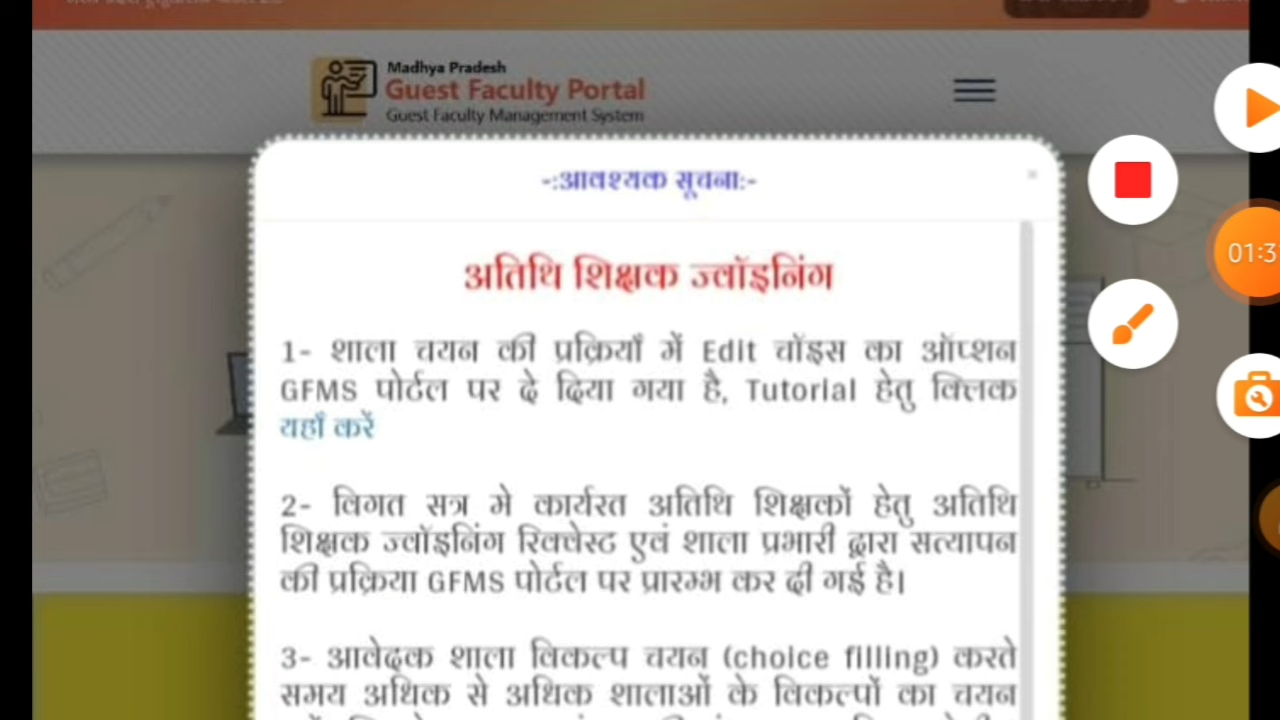 Madhya Pradesh
Guest Faculty Portal
Guest Faculty Management System
-:आवश्यक सूचना:-
×
अतिथि शिक्षक ज्वॉइनिंग
1- शाला चयन की प्रक्रियाँ में Edit चॉइस का ऑप्शन
GFMS पोर्टल पर दे दिया गया है, Tutorial हेतु क्लिक
यहाँ करें
2- विगत सत्र मे कार्यरत अतिथि शिक्षकों हेतु अतिथि
शिक्षक ज्वॉइनिंग रिक्वेस्ट एवं शाला प्रभारी द्वारा सत्यापन
की प्रक्रिया GFMS पोर्टल पर प्रारम्भ कर दी गई है।
3- आवेदक शाला विकल्प चयन (choice filling) करते
समय अधिक से अधिक शालाओं के विकल्पों का चयन
01:3